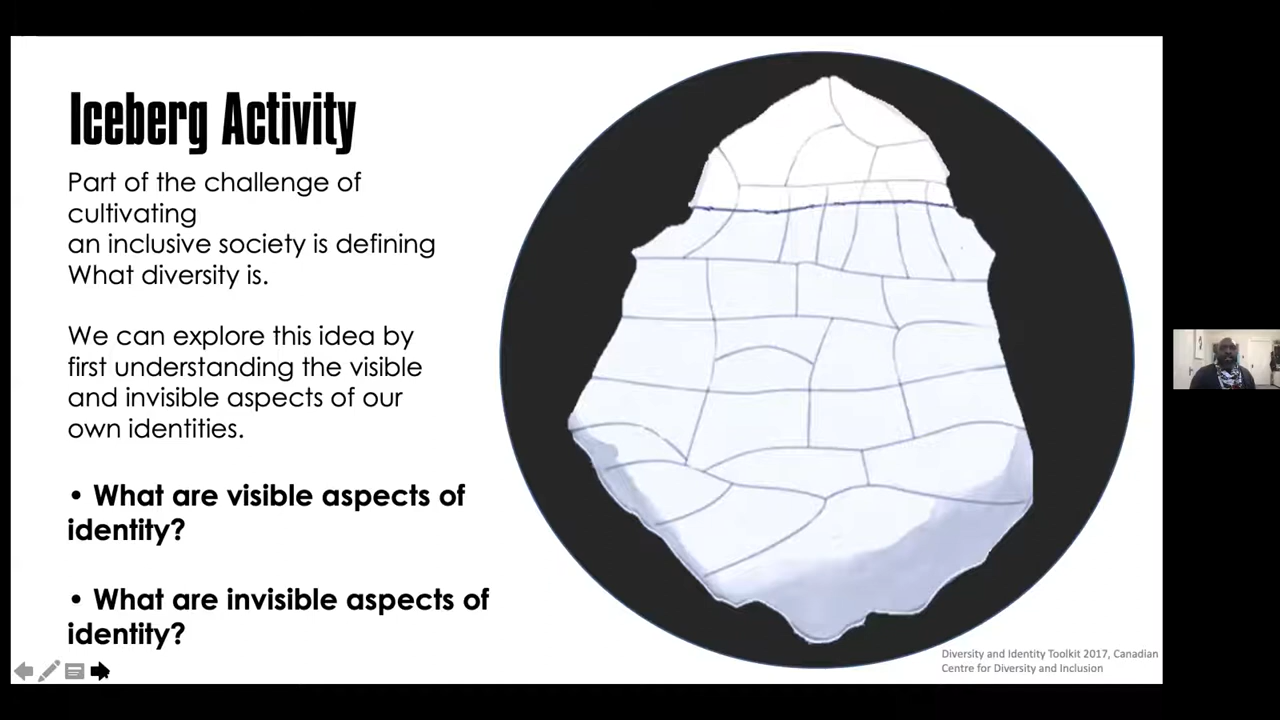 Iceberg Activity
Part of the challenge of
cultivating
an inclusive society is defining
What diversity is.
We can explore this idea by
first understanding the visible
and invisible aspects of our
own identities.
• What are visible aspects of
identity?
• What are invisible aspects of
identity?
Diversity and Identity Toolkit 2017, Canadian
Centre for Diversity and Inclusion